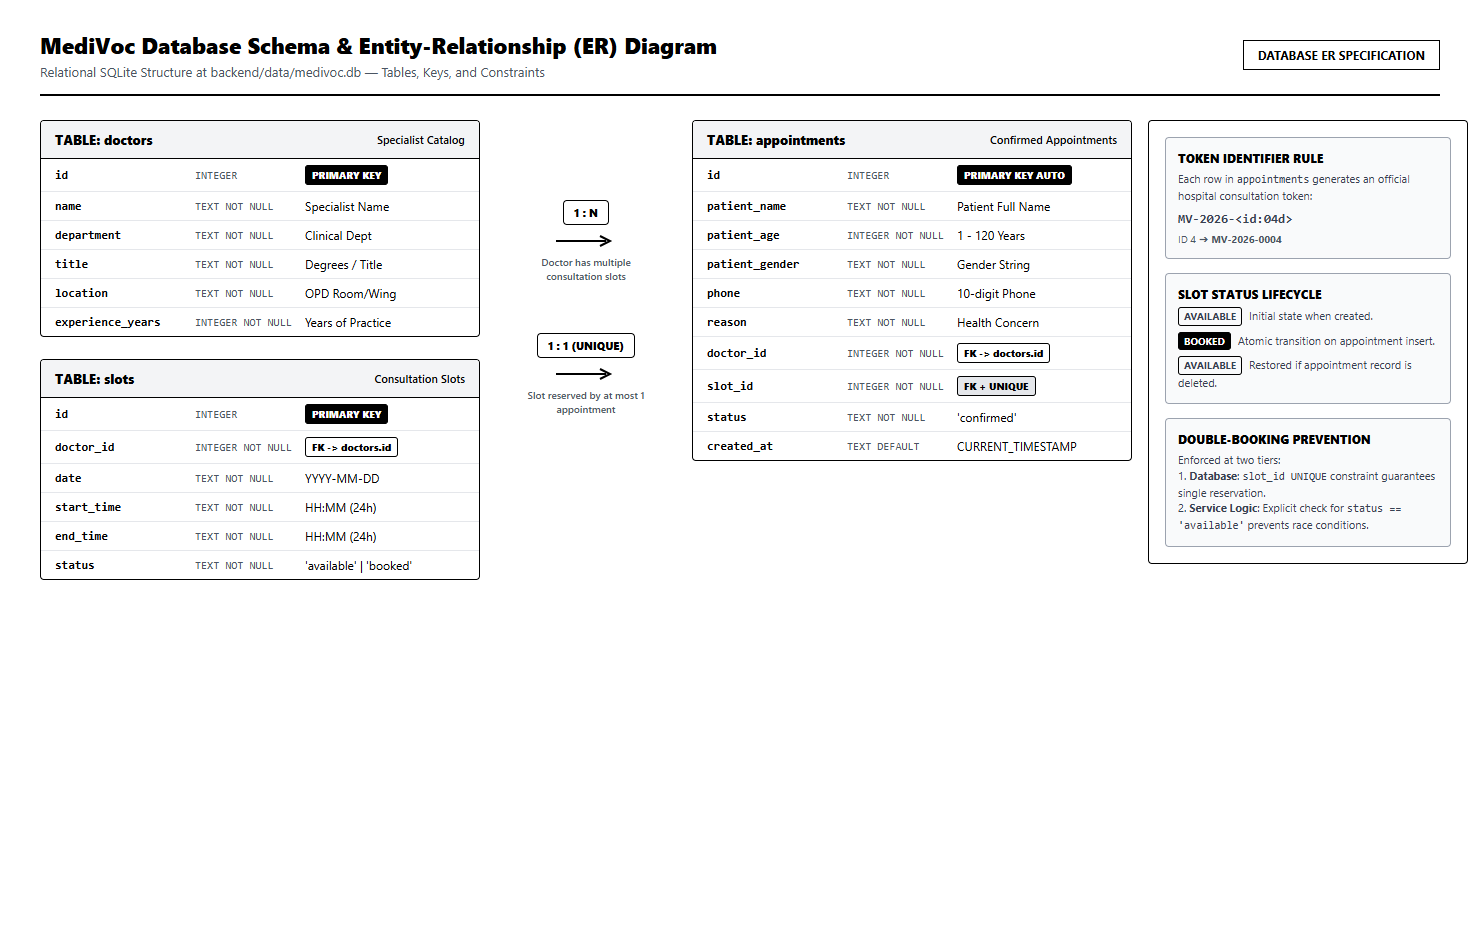 MediVoc Database Schema & Entity-Relationship (ER) Diagram
Relational SQLite Structure at backend/data/medivoc.db — Tables, Keys, and Constraints
DATABASE ER SPECIFICATION
TABLE: doctors Specialist Catalog
id INTEGER PRIMARY KEY
name TEXT NOT NULL Specialist Name
department TEXT NOT NULL Clinical Dept
title TEXT NOT NULL Degrees / Title
location TEXT NOT NULL OPD Room/Wing
experience_years INTEGER NOT NULL Years of Practice
TABLE: slots Consultation Slots
id INTEGER PRIMARY KEY
doctor_id INTEGER NOT NULL FK -> doctors.id
date TEXT NOT NULL YYYY-MM-DD
start_time TEXT NOT NULL HH:MM (24h)
end_time TEXT NOT NULL HH:MM (24h)
status TEXT NOT NULL 'available' | 'booked'
1 : N
Doctor has multiple
consultation slots
1 : 1 (UNIQUE)
Slot reserved by at most 1
appointment
TABLE: appointments Confirmed Appointments
id INTEGER PRIMARY KEY AUTO
patient_name TEXT NOT NULL Patient Full Name
patient_age INTEGER NOT NULL 1 - 120 Years
patient_gender TEXT NOT NULL Gender String
phone TEXT NOT NULL 10-digit Phone
reason TEXT NOT NULL Health Concern
doctor_id INTEGER NOT NULL FK -> doctors.id
slot_id INTEGER NOT NULL FK + UNIQUE
status TEXT NOT NULL 'confirmed'
created_at TEXT DEFAULT CURRENT_TIMESTAMP
TOKEN IDENTIFIER RULE
Each row in appointments generates an official
hospital consultation token:
MV-2026-<id:04d>
ID 4 → MV-2026-0004
SLOT STATUS LIFECYCLE
AVAILABLE Initial state when created.
BOOKED Atomic transition on appointment insert.
AVAILABLE Restored if appointment record is
deleted.
DOUBLE-BOOKING PREVENTION
Enforced at two tiers:
1. Database: slot_id UNIQUE constraint guarantees
single reservation.
2. Service Logic: Explicit check for status ==
'available' prevents race conditions.